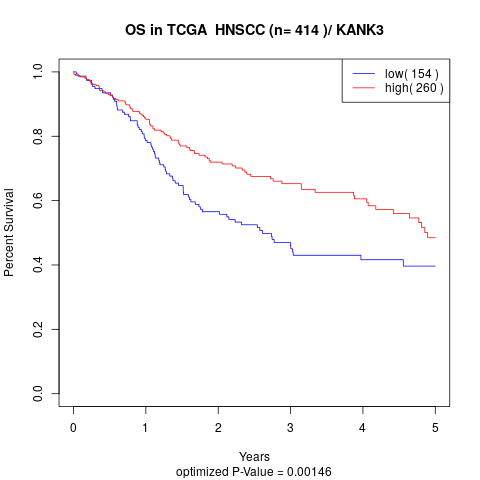 OS in TCGA  HNSCC (n= 414 )/ KANK3
low( 154 )
high( 260 )
Percent Survival
1.0
0.8
0.6
0.4
0.2
0.0
0 1 2 3 4 5
Years
optimized P-Value = 0.00146